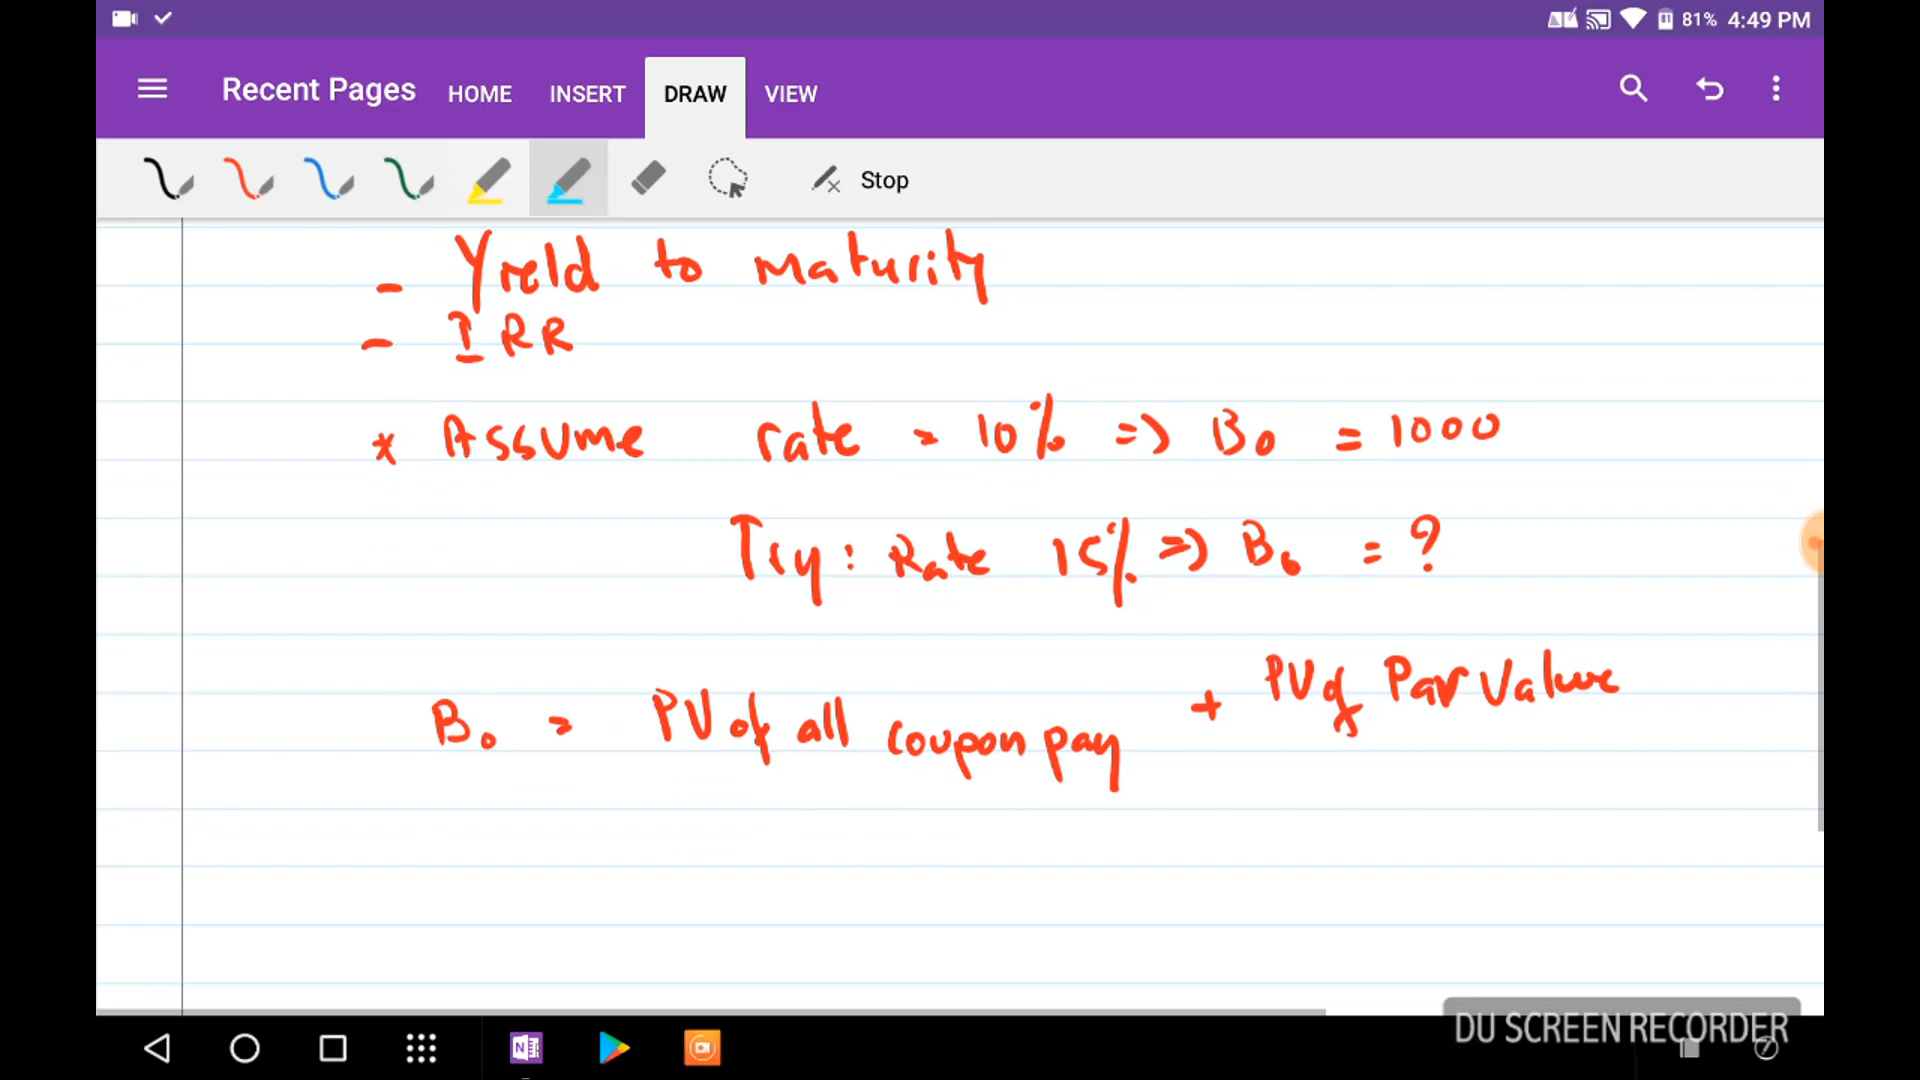 81% 4:49 PM
Recent Pages HOME INSERT DRAW VIEW
Stop
- Yield to maturity
- IRR
* Assume rate = 10% => B0 = 1000
Try: Rate 15% => B0 = ?
B0 = PV of all coupon pay + PV of Par Value
DU SCREEN RECORDER